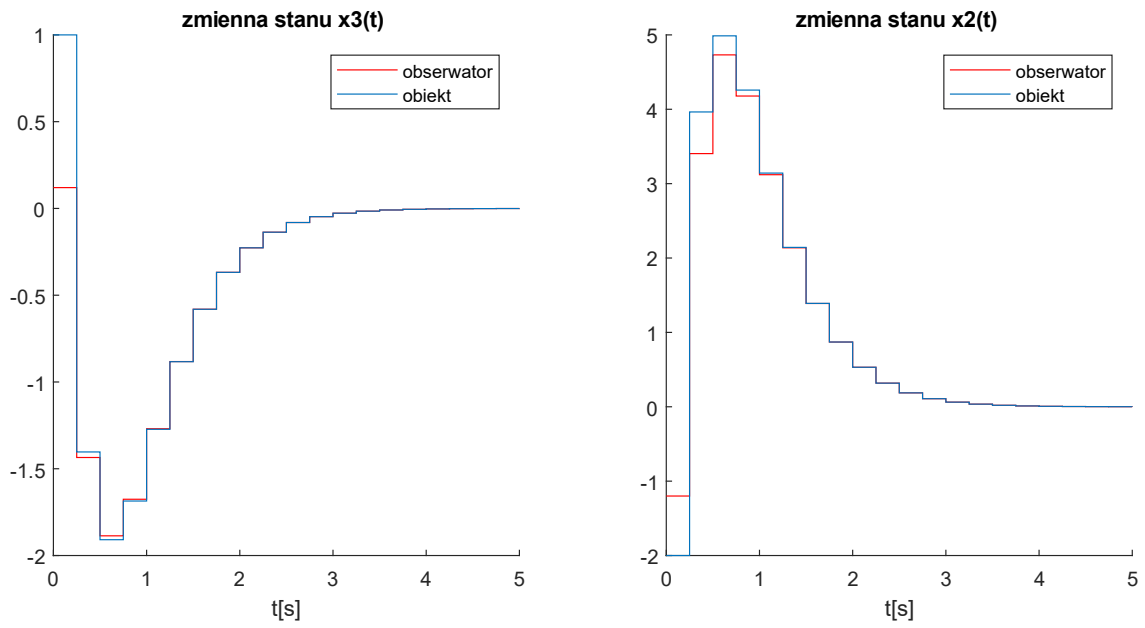 zmienna stanu x3(t)
1
0.5
0
-0.5
-1
-1.5
-2
0 1 2 3 4 5
t[s]
obserwator
obiekt
zmienna stanu x2(t)
5
4
3
2
1
0
-1
-2
0 1 2 3 4 5
t[s]
obserwator
obiekt